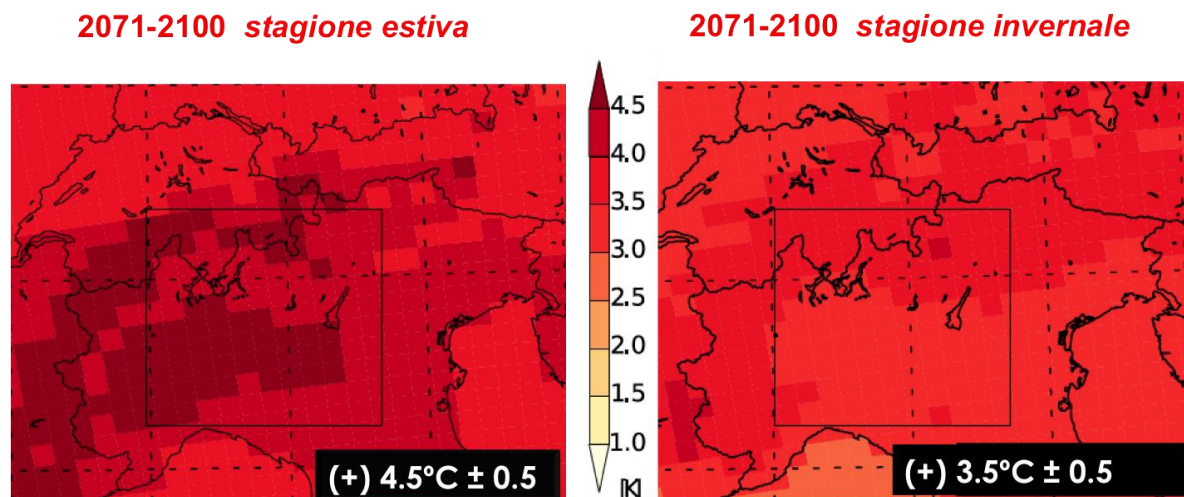 2071-2100 stagione estiva
2071-2100 stagione invernale
4.5
4.0
3.5
3.0
2.5
2.0
1.5
1.0
[K]
(+) 4.5ºC ± 0.5
(+) 3.5ºC ± 0.5